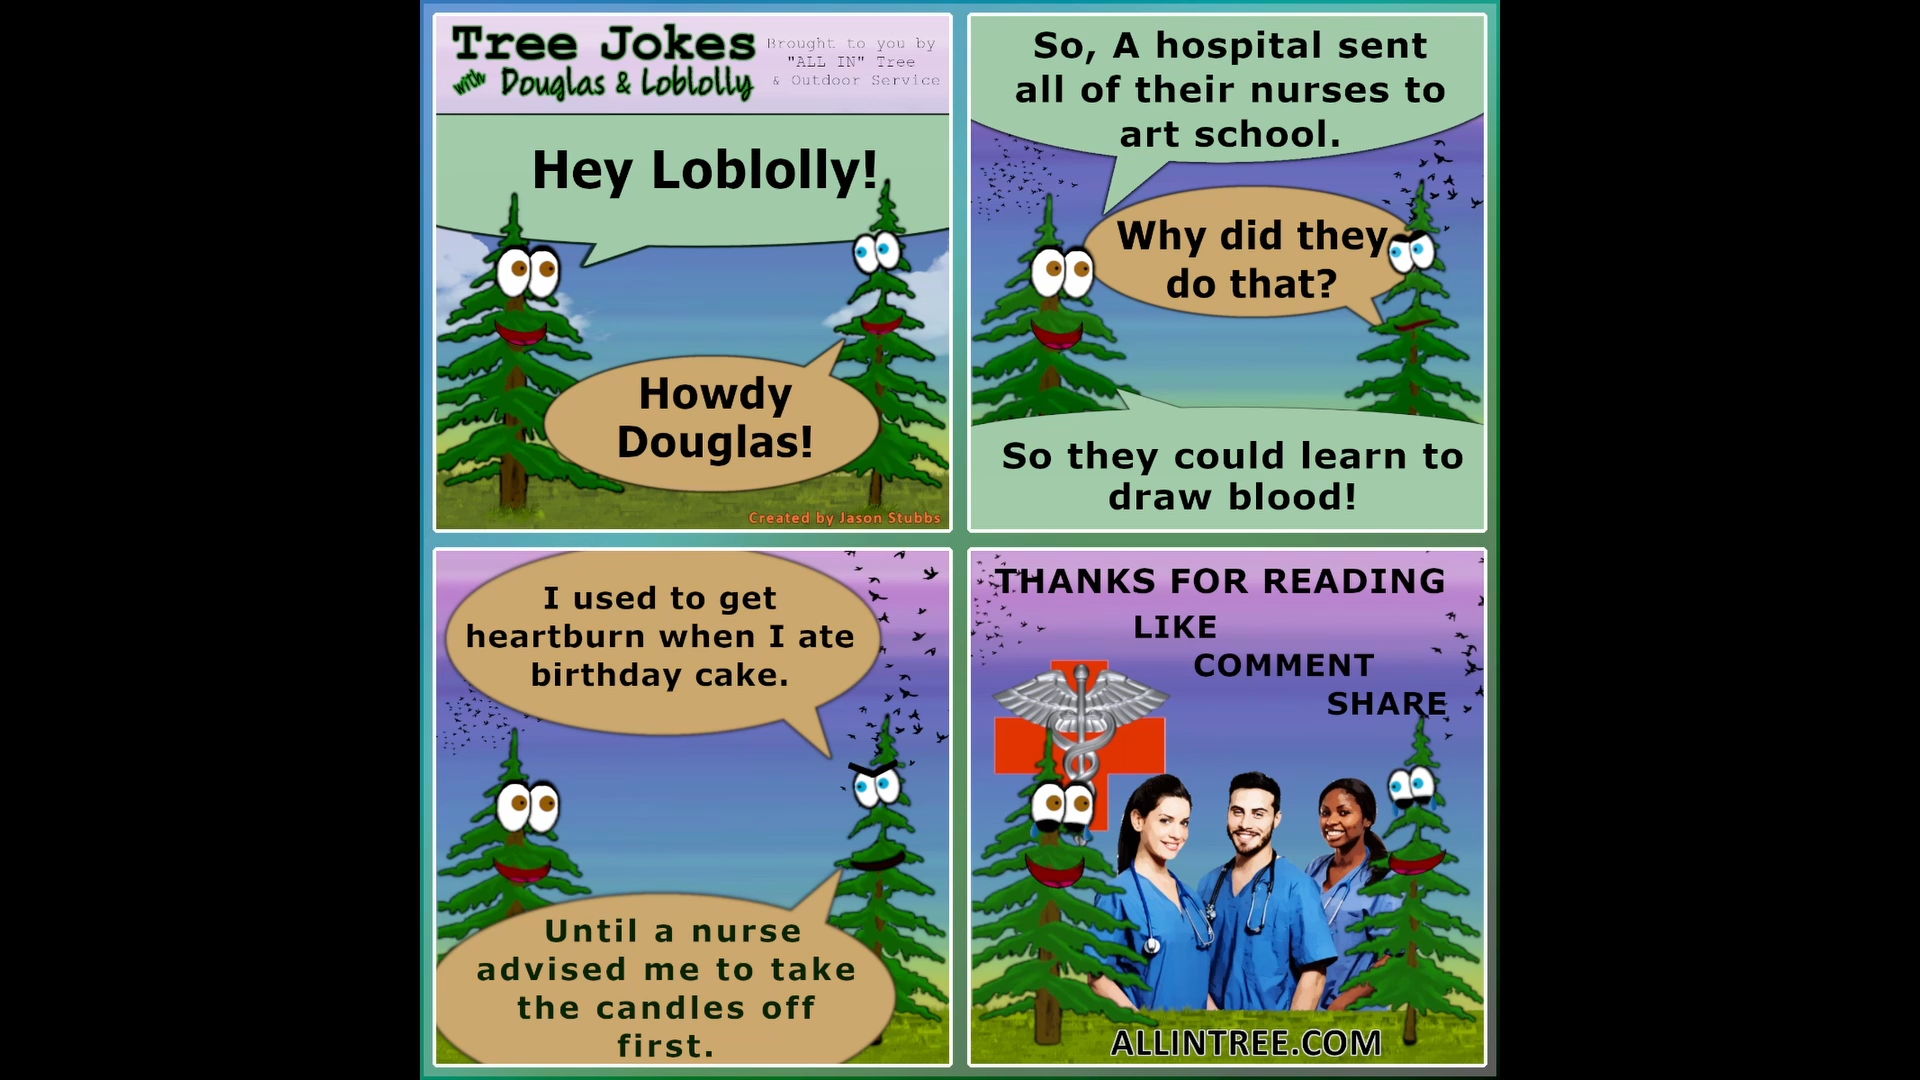 Tree Jokes
with Douglas & Loblolly
Brought to you by
"ALL IN" Tree
& Outdoor Service
Hey Loblolly!
Howdy
Douglas!
Created by Jason Stubbs
So, A hospital sent
all of their nurses to
art school.
Why did they
do that?
So they could learn to
draw blood!
I used to get
heartburn when I ate
birthday cake.
Until a nurse
advised me to take
the candles off
first.
THANKS FOR READING
LIKE
COMMENT
SHARE
ALLINTREE.COM